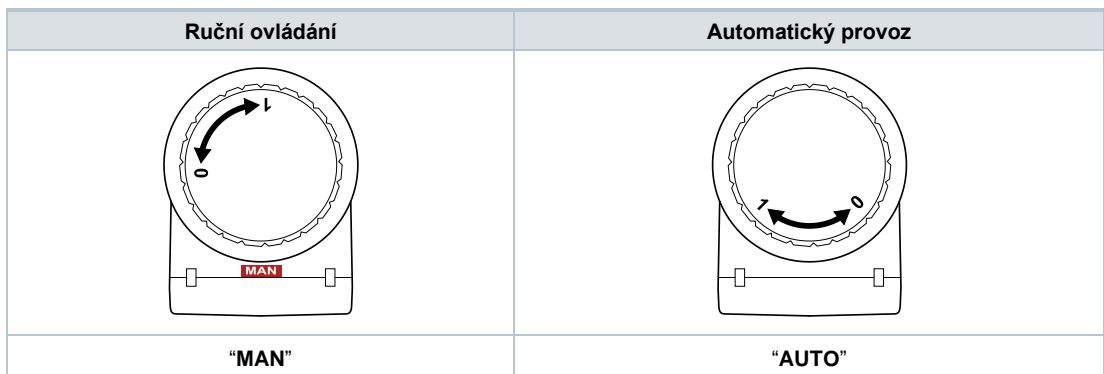 Ruční ovládání
Automatický provoz
1
0
MAN
1
0
“MAN”
“AUTO”